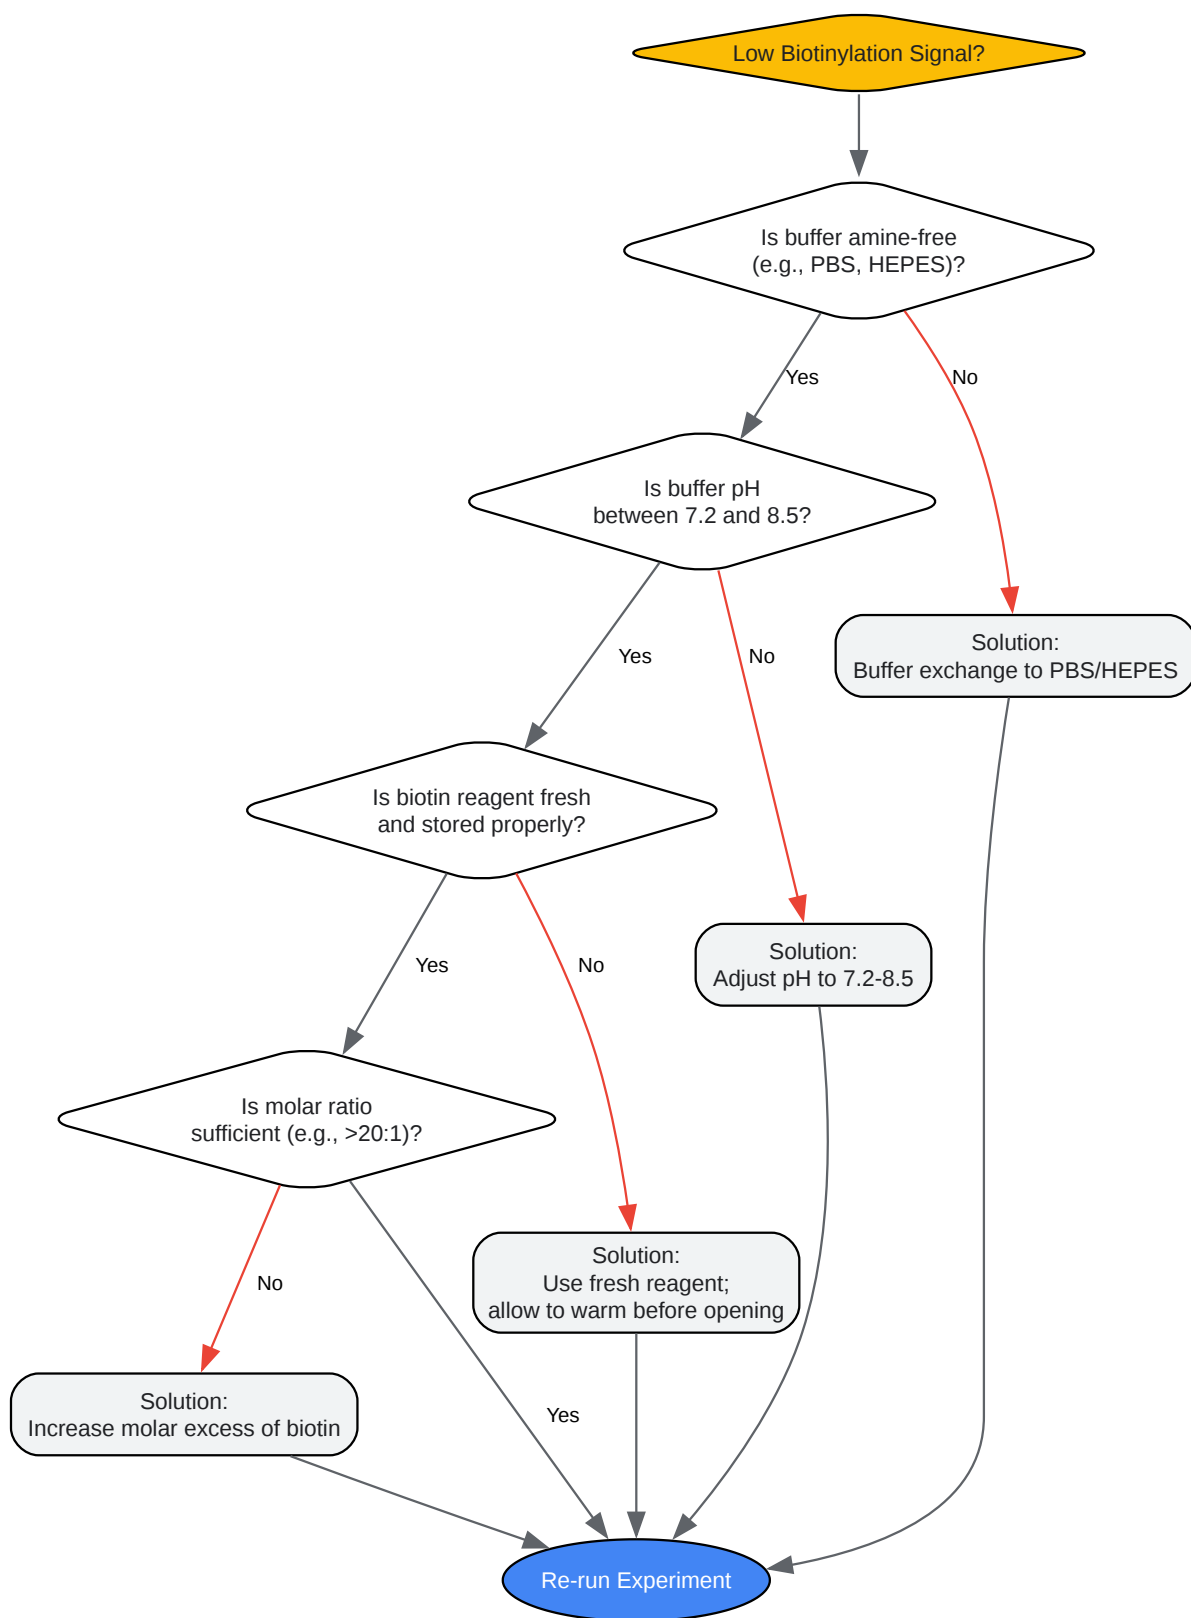 Low Biotinylation Signal?
Is buffer amine-free
(e.g., PBS, HEPES)?
Yes
No
Is buffer pH
between 7.2 and 8.5?
Yes
No
Solution:
Buffer exchange to PBS/HEPES
Is biotin reagent fresh
and stored properly?
Yes
No
Solution:
Adjust pH to 7.2-8.5
Is molar ratio
sufficient (e.g., >20:1)?
No
Yes
Solution:
Use fresh reagent;
allow to warm before opening
Solution:
Increase molar excess of biotin
Re-run Experiment